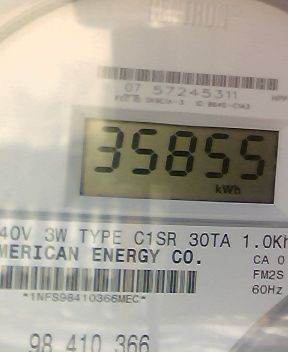 07 57245311
35855
kWh
40V 3W TYPE C1SR 30TA 1.0Kh
MERICAN ENERGY CO.
CA 0
FM2S
*1NFS98410366MEC*
60Hz
98 410 366